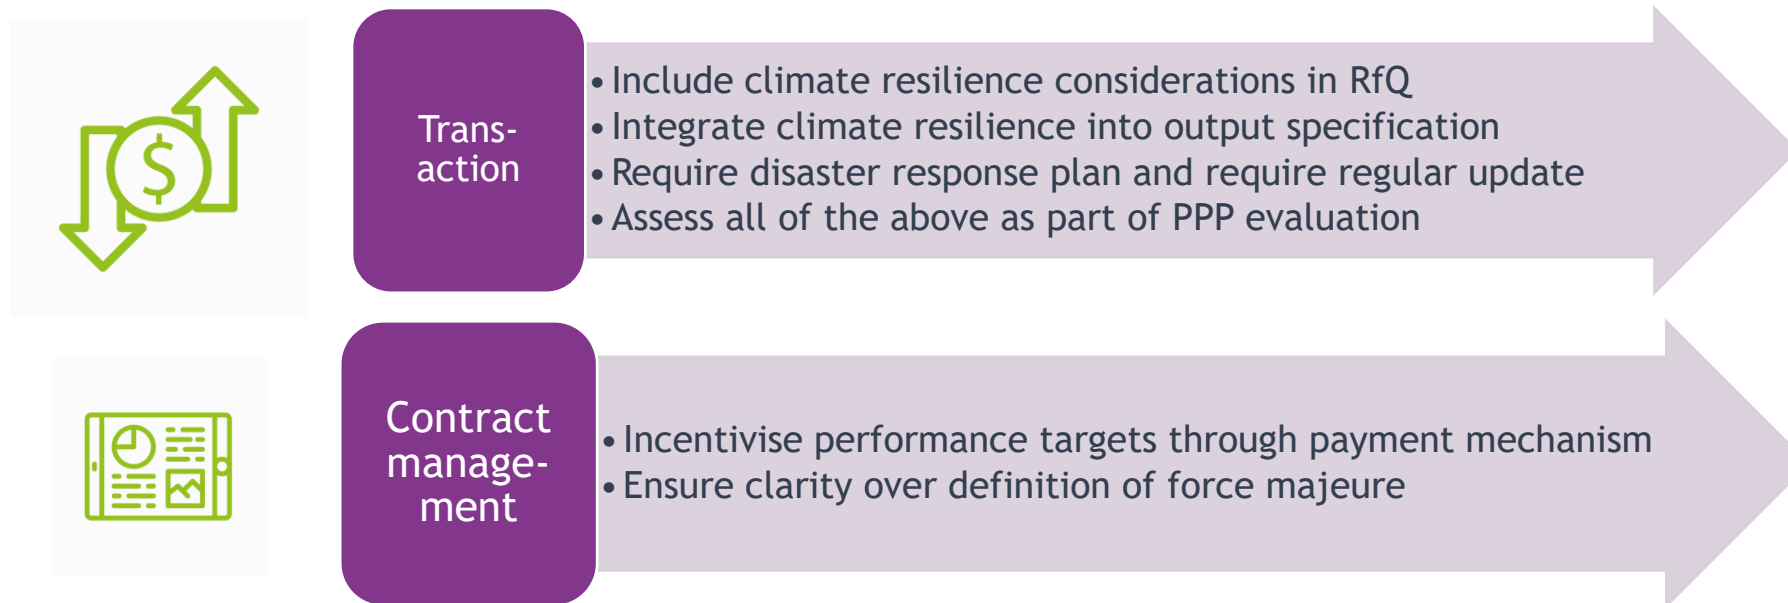 Trans-
action
• Include climate resilience considerations in RfQ
• Integrate climate resilience into output specification
• Require disaster response plan and require regular update
• Assess all of the above as part of PPP evaluation
$
Contract
manage-
ment
• Incentivise performance targets through payment mechanism
• Ensure clarity over definition of force majeure